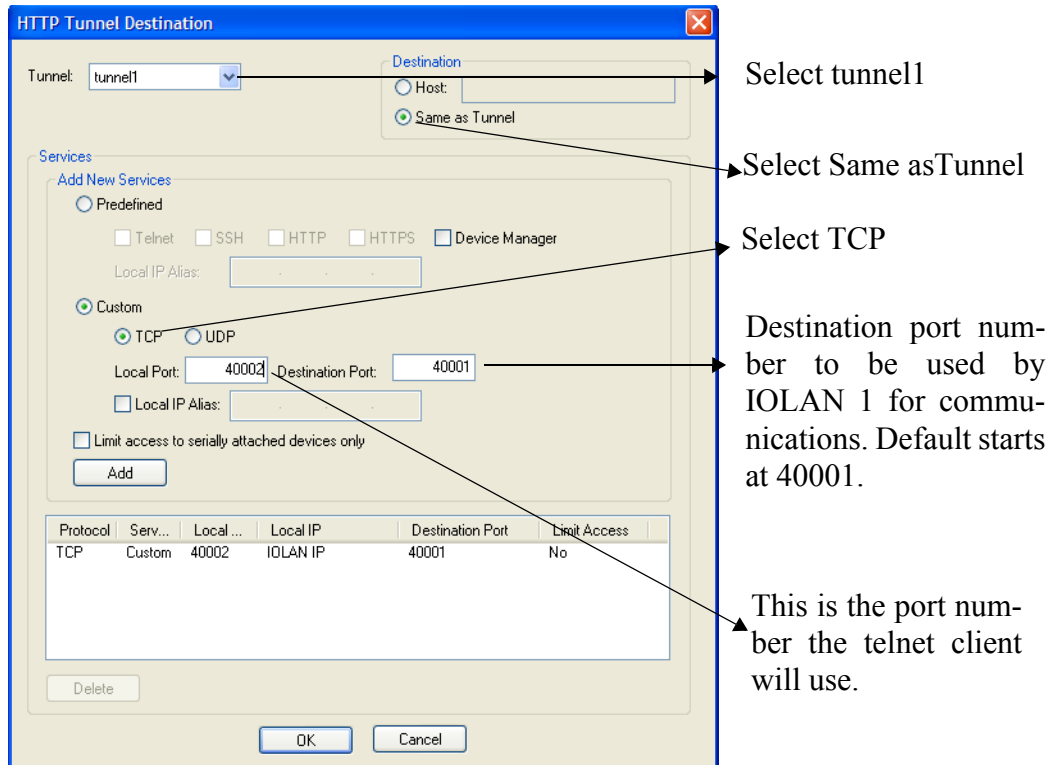 HTTP Tunnel Destination
Tunnel: tunnel1
Destination
Host:
Same as Tunnel
Select tunnel1
Select Same asTunnel
Services
Add New Services
Predefined
Telnet SSH HTTP HTTPS Device Manager
Local IP Alias:
Select TCP
Custom
TCP UDP
Local Port: 40002 Destination Port: 40001
Local IP Alias:
Limit access to serially attached devices only
Add
Destination port num-
ber to be used by
IOLAN 1 for commu-
nications. Default starts
at 40001.
Protocol Serv... Local ... Local IP Destination Port Limit Access
TCP Custom 40002 IOLAN IP 40001 No
This is the port num-
ber the telnet client
will use.
Delete
OK Cancel